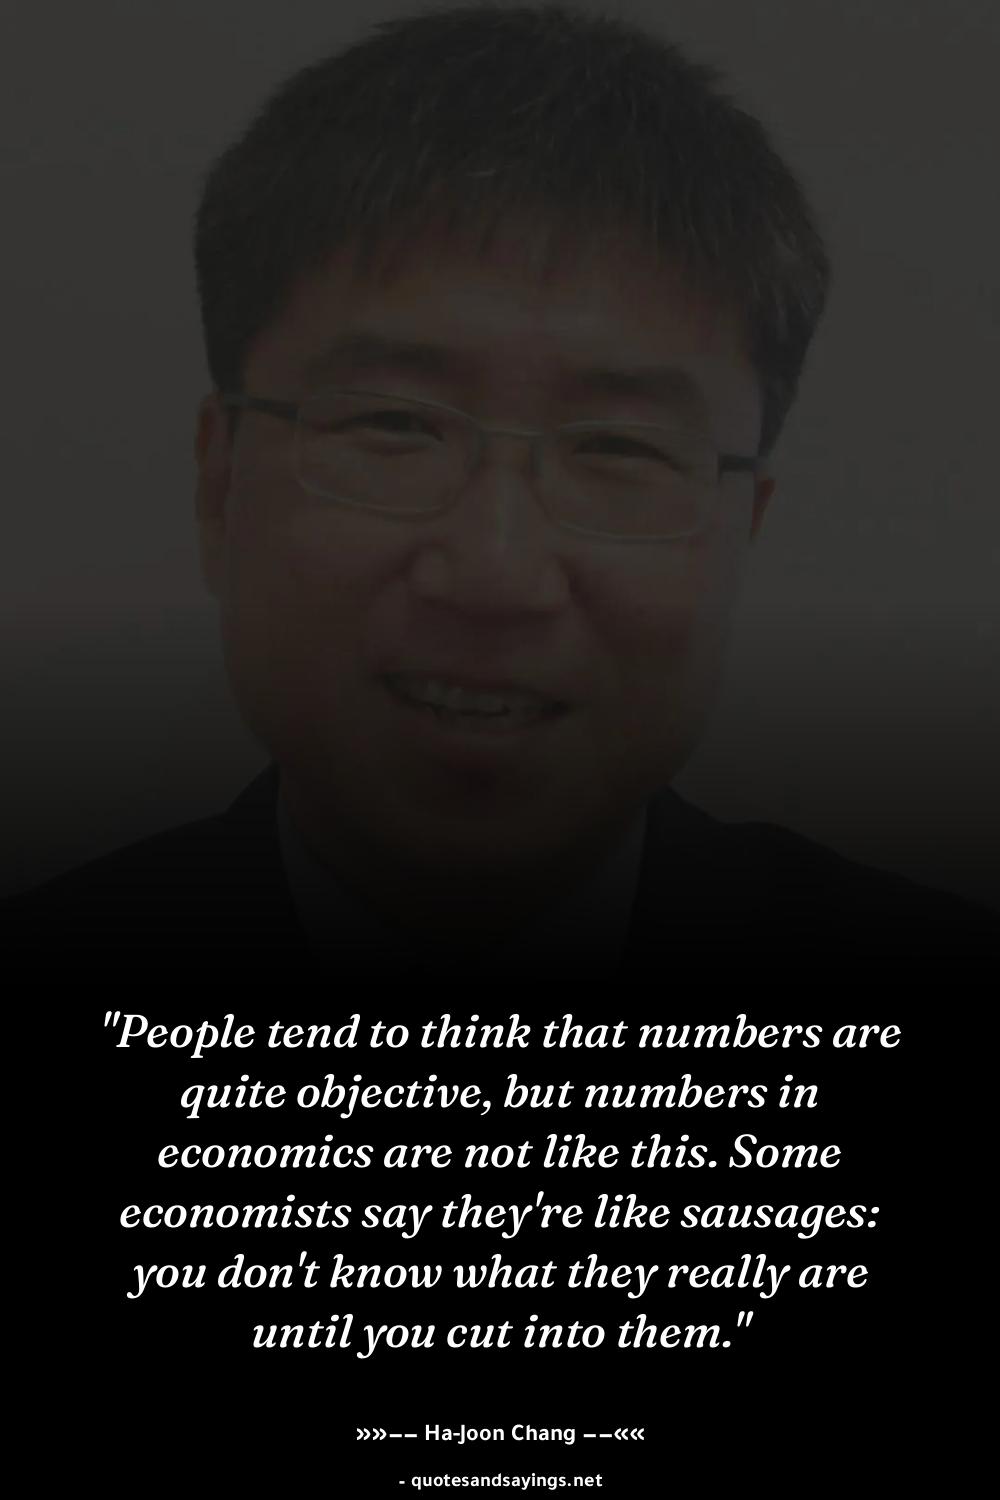 "People tend to think that numbers are
quite objective, but numbers in
economics are not like this. Some
economists say they're like sausages:
you don't know what they really are
until you cut into them."
»»–– Ha-Joon Chang ––««
- quotesandsayings.net